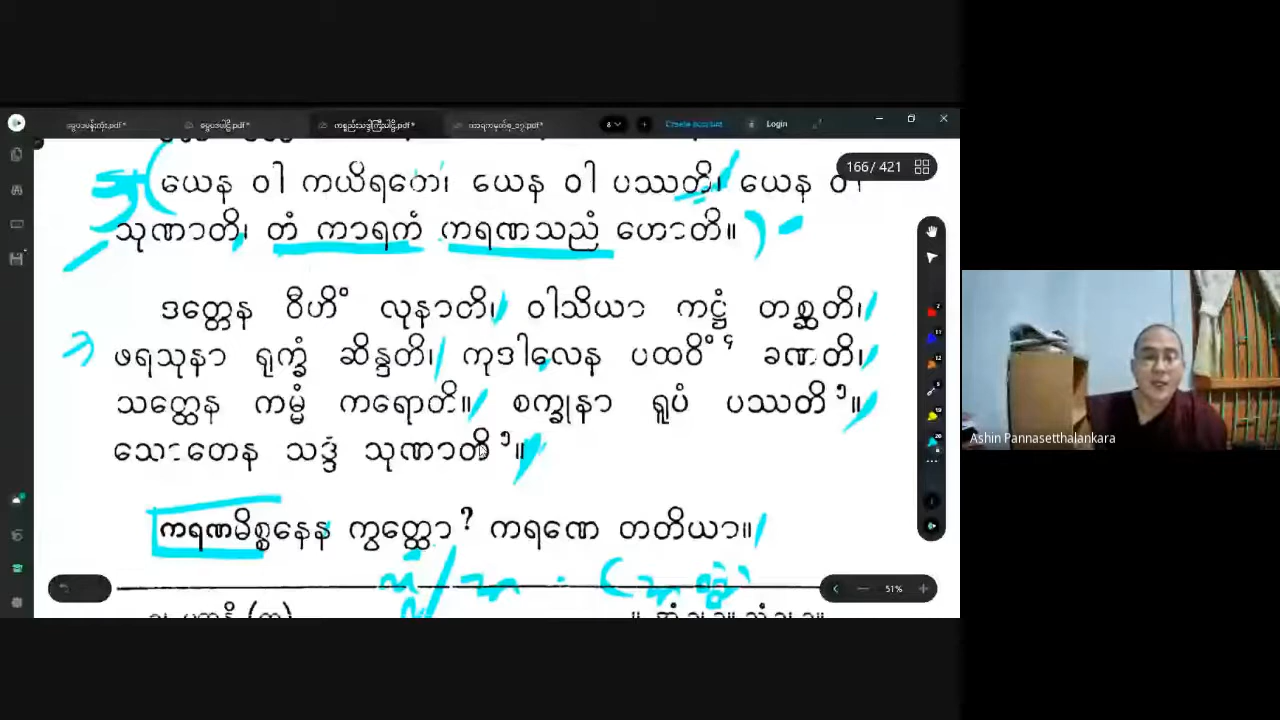 Create account
Login
166/ 421
ယေန ဝါ ကယိရတေ၊ ယေန ဝါ ပဿတိ၊ ယေန ဝါ
သုဏာတိ၊ တံ ကာရကံ ကရဏသညံ ဟောတိ။
ဒတ္တေန ဝီဟိံ လုနာတိ၊ ဝါသိယာ ကဋ္ဌံ တစ္ဆတိ၊
ဖရသုနာ ရုက္ခံ ဆိန္ဒတိ၊ ကုဒါလေန ပထဝိံ ၄ ခဏတိ၊
သတ္ထေန ကမ္မံ ကရောတိ။ စက္ခုနာ ရူပံ ပဿတိ ၁။
သောတေန သဒ္ဒံ သုဏာတိ ၁။
ကရဏမိစ္စနေန ကွတ္ထော ? ကရဏေ တတိယာ။
51%
Ashin Pannasetthalankara